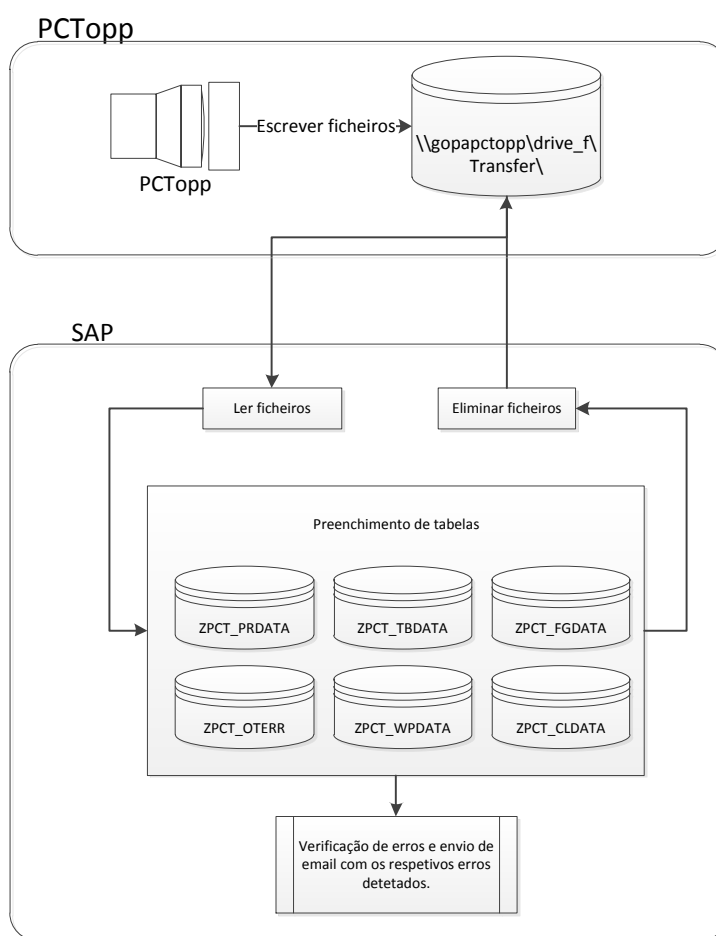 PCTopp
Escrever ficheiros
\\gopapctopp\drive_f\
Transfer\
PCTopp
SAP
Ler ficheiros
Eliminar ficheiros
Preenchimento de tabelas
ZPCT_PRDATA
ZPCT_TBDATA
ZPCT_FGDATA
ZPCT_OTERR
ZPCT_WPDATA
ZPCT_CLDATA
Verificação de erros e envio de
email com os respetivos erros
detetados.